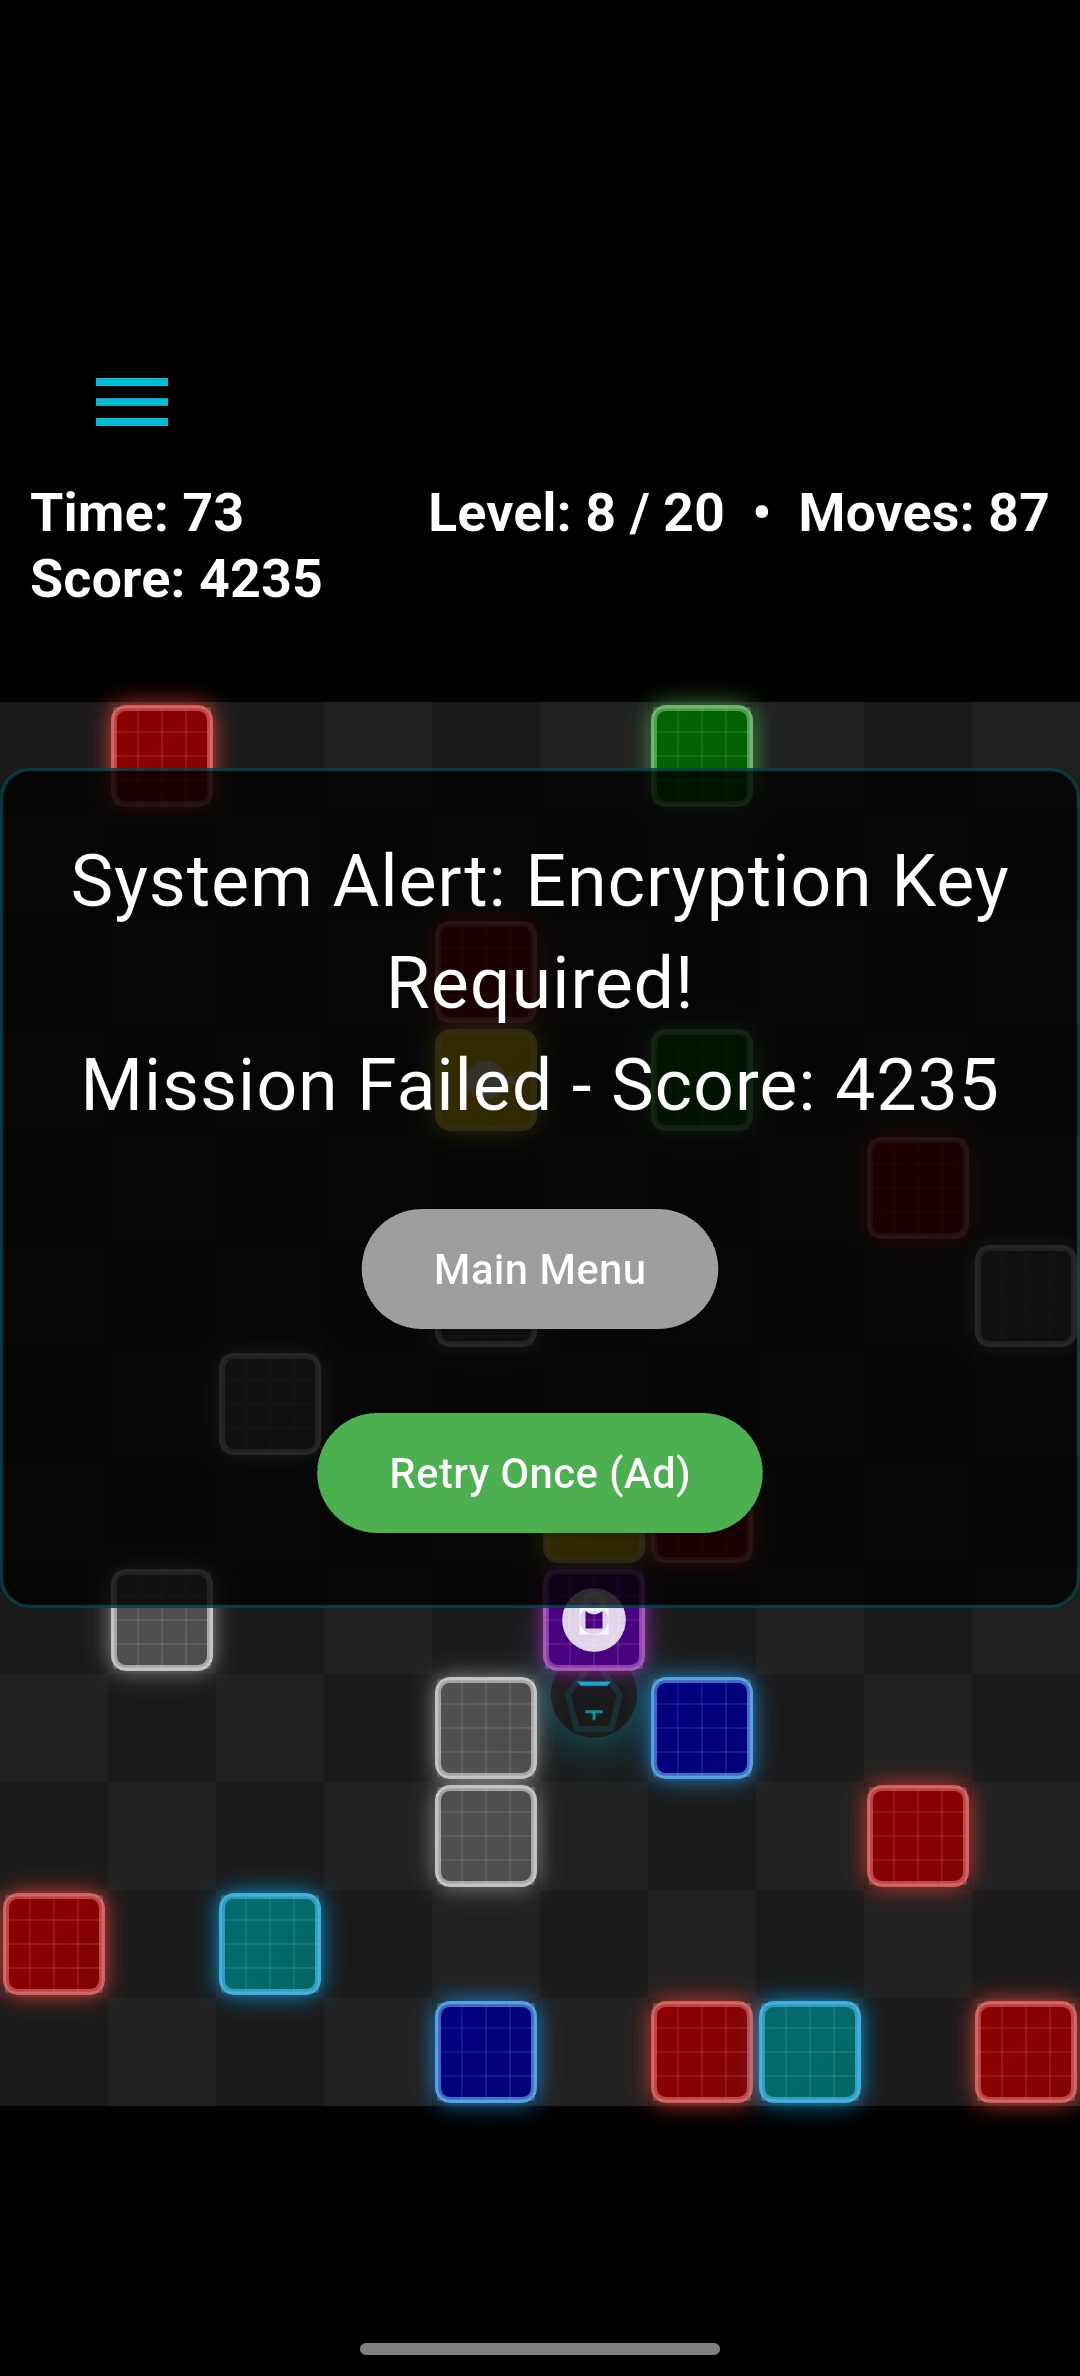 Time: 73
Level: 8 / 20 • Moves: 87
Score: 4235
System Alert: Encryption Key
Required!
Mission Failed - Score: 4235
Main Menu
Retry Once (Ad)